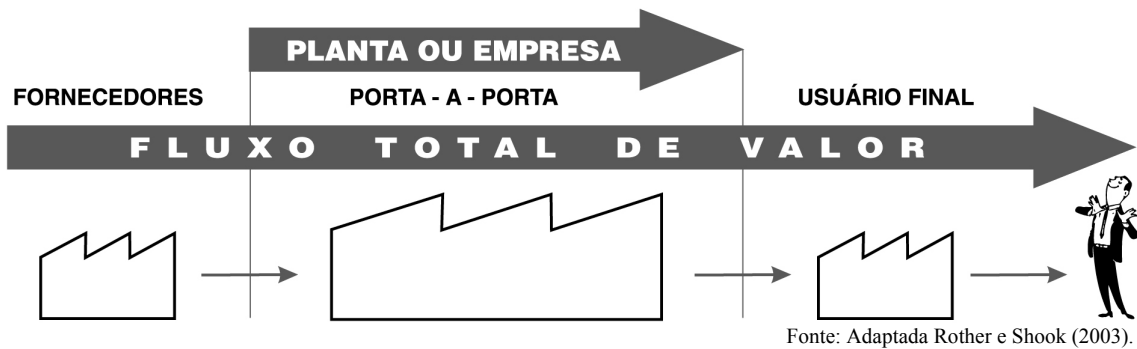 PLANTA OU EMPRESA
FORNECEDORES
PORTA - A - PORTA
USUÁRIO FINAL
FLUXO TOTAL DE VALOR
Fonte: Adaptada Rother e Shook (2003).